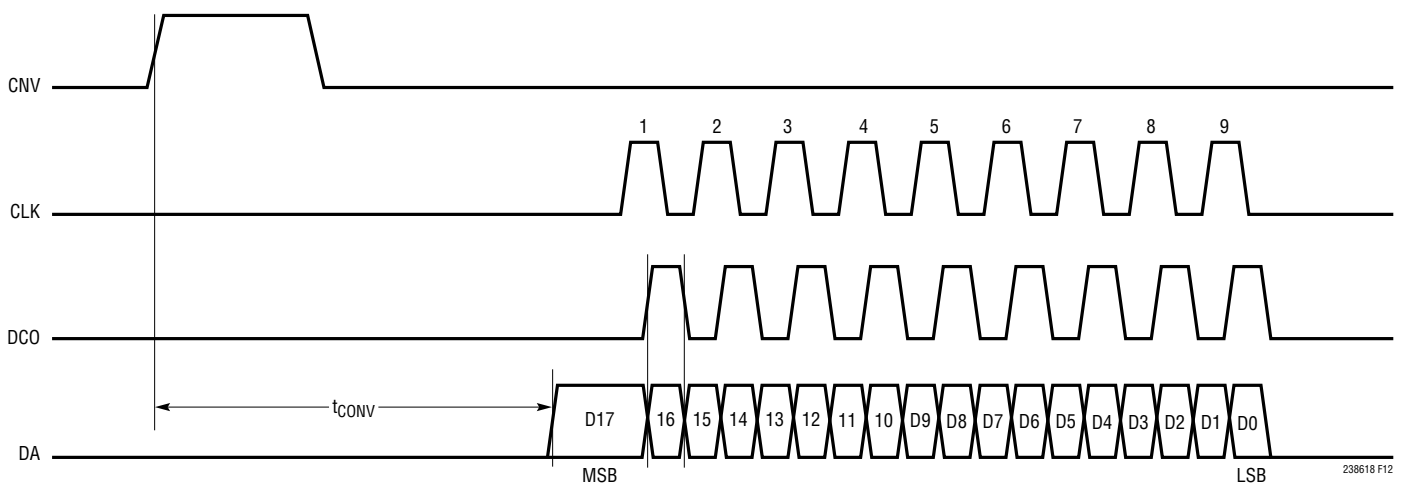 CNV
1 2 3 4 5 6 7 8 9
CLK
DCO
tCONV
D17 16 15 14 13 12 11 10 D9 D8 D7 D6 D5 D4 D3 D2 D1 D0
DA
MSB LSB
238618 F12